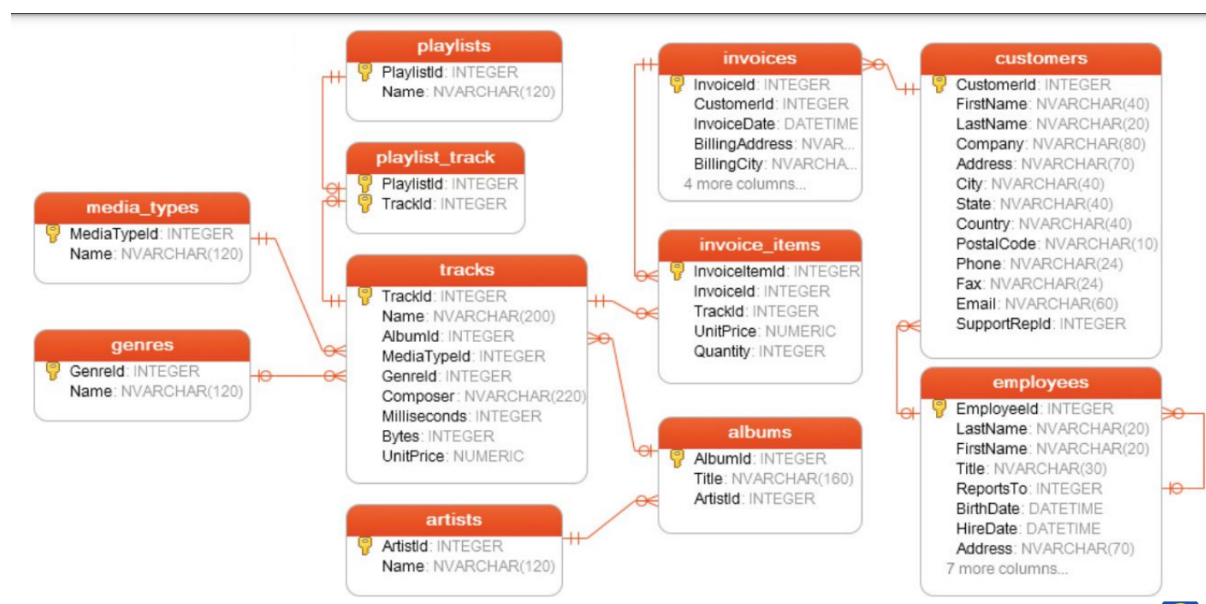 playlists
PlaylistId: INTEGER
Name: NVARCHAR(120)
playlist_track
PlaylistId: INTEGER
TrackId: INTEGER
media_types
MediaTypeId: INTEGER
Name: NVARCHAR(120)
genres
GenreId: INTEGER
Name: NVARCHAR(120)
tracks
TrackId: INTEGER
Name: NVARCHAR(200)
AlbumId: INTEGER
MediaTypeId: INTEGER
GenreId: INTEGER
Composer: NVARCHAR(220)
Milliseconds: INTEGER
Bytes: INTEGER
UnitPrice: NUMERIC
artists
ArtistId: INTEGER
Name: NVARCHAR(120)
invoices
InvoiceId: INTEGER
CustomerId: INTEGER
InvoiceDate: DATETIME
BillingAddress: NVAR...
BillingCity: NVARCHA...
4 more columns...
invoice_items
InvoiceItemId: INTEGER
InvoiceId: INTEGER
TrackId: INTEGER
UnitPrice: NUMERIC
Quantity: INTEGER
albums
AlbumId: INTEGER
Title: NVARCHAR(160)
ArtistId: INTEGER
customers
CustomerId: INTEGER
FirstName: NVARCHAR(40)
LastName: NVARCHAR(20)
Company: NVARCHAR(80)
Address: NVARCHAR(70)
City: NVARCHAR(40)
State: NVARCHAR(40)
Country: NVARCHAR(40)
PostalCode: NVARCHAR(10)
Phone: NVARCHAR(24)
Fax: NVARCHAR(24)
Email: NVARCHAR(60)
SupportRepId: INTEGER
employees
EmployeeId: INTEGER
LastName: NVARCHAR(20)
FirstName: NVARCHAR(20)
Title: NVARCHAR(30)
ReportsTo: INTEGER
BirthDate: DATETIME
HireDate: DATETIME
Address: NVARCHAR(70)
7 more columns...